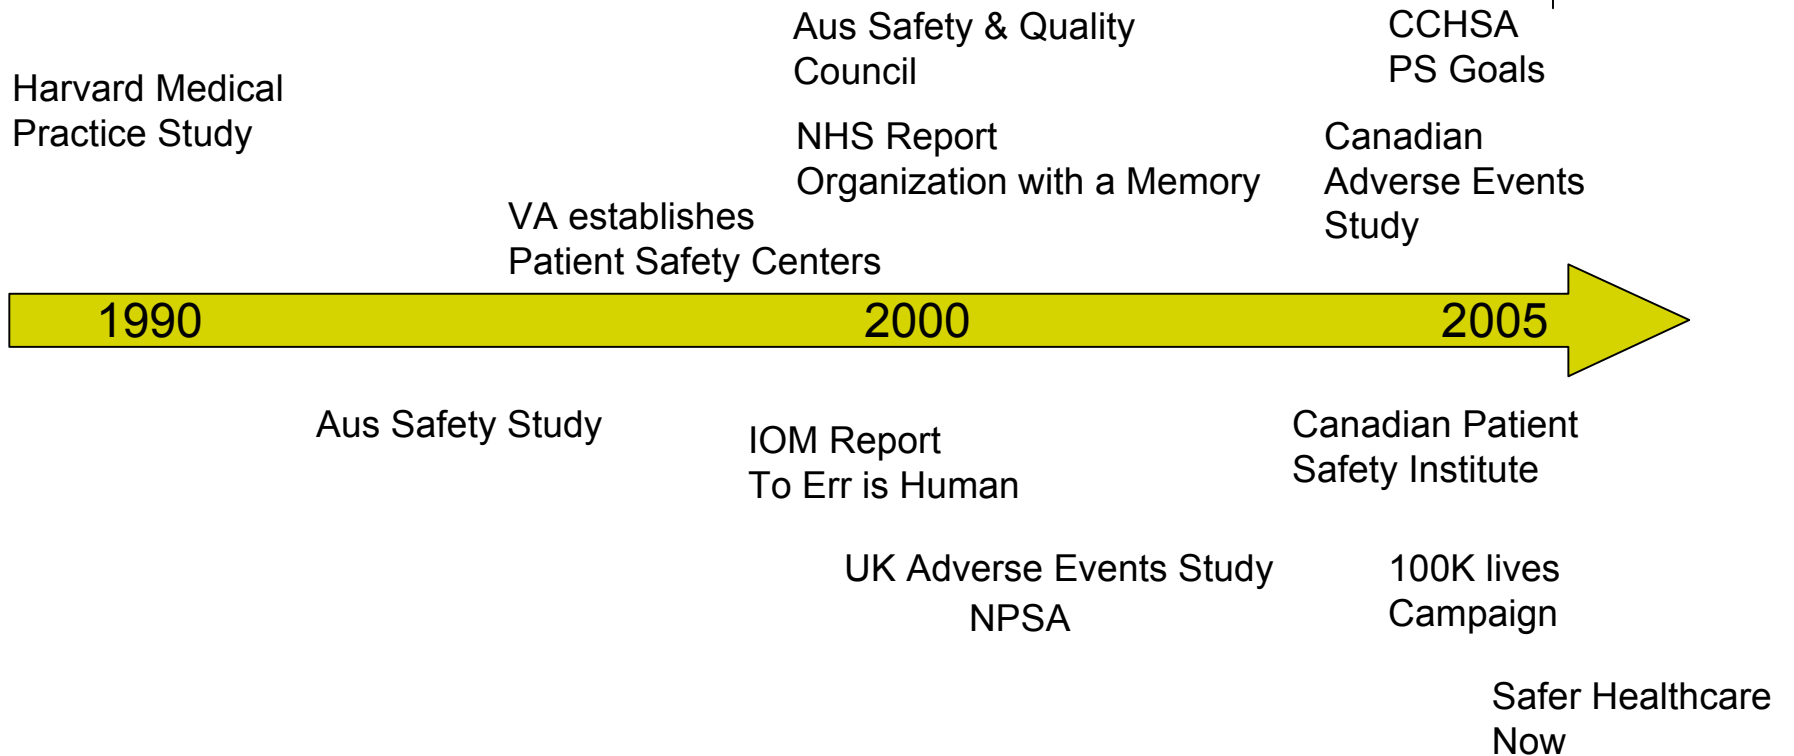 Aus Safety & Quality
Council
CCHSA
PS Goals
Harvard Medical
Practice Study
NHS Report
Organization with a Memory
Canadian
Adverse Events
Study
VA establishes
Patient Safety Centers
1990
2000
2005
Aus Safety Study
IOM Report
To Err is Human
Canadian Patient
Safety Institute
UK Adverse Events Study
NPSA
100K lives
Campaign
Safer Healthcare
Now